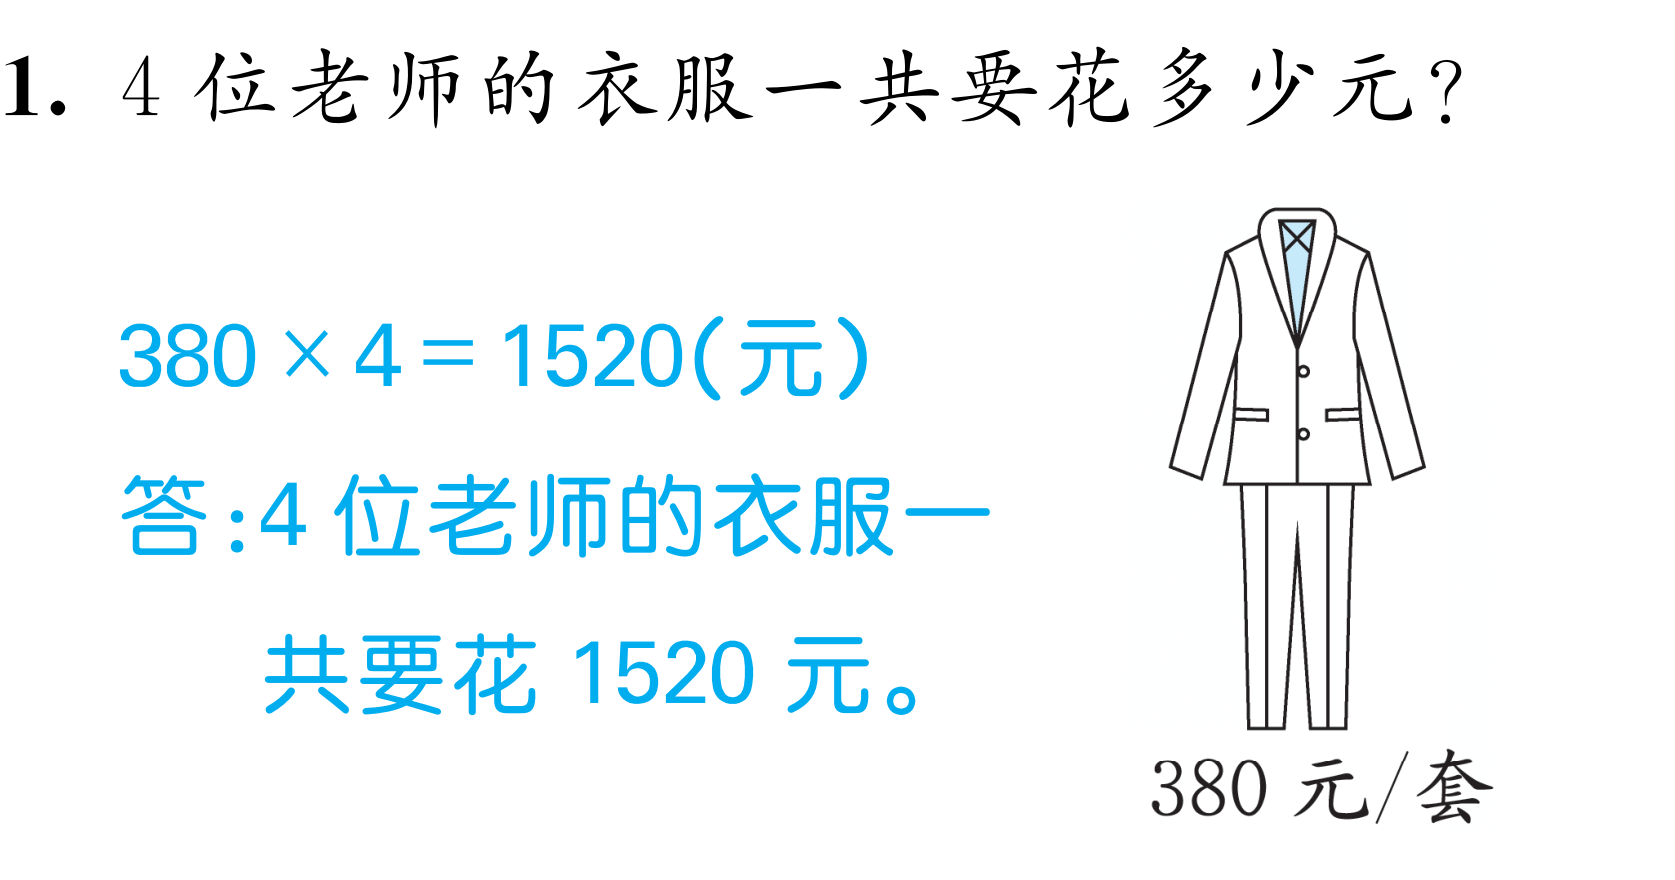 1. 4 位老师的衣服一共要花多少元?
380×4=1520(元)
答:4 位老师的衣服一
共要花 1520 元。
380 元/套